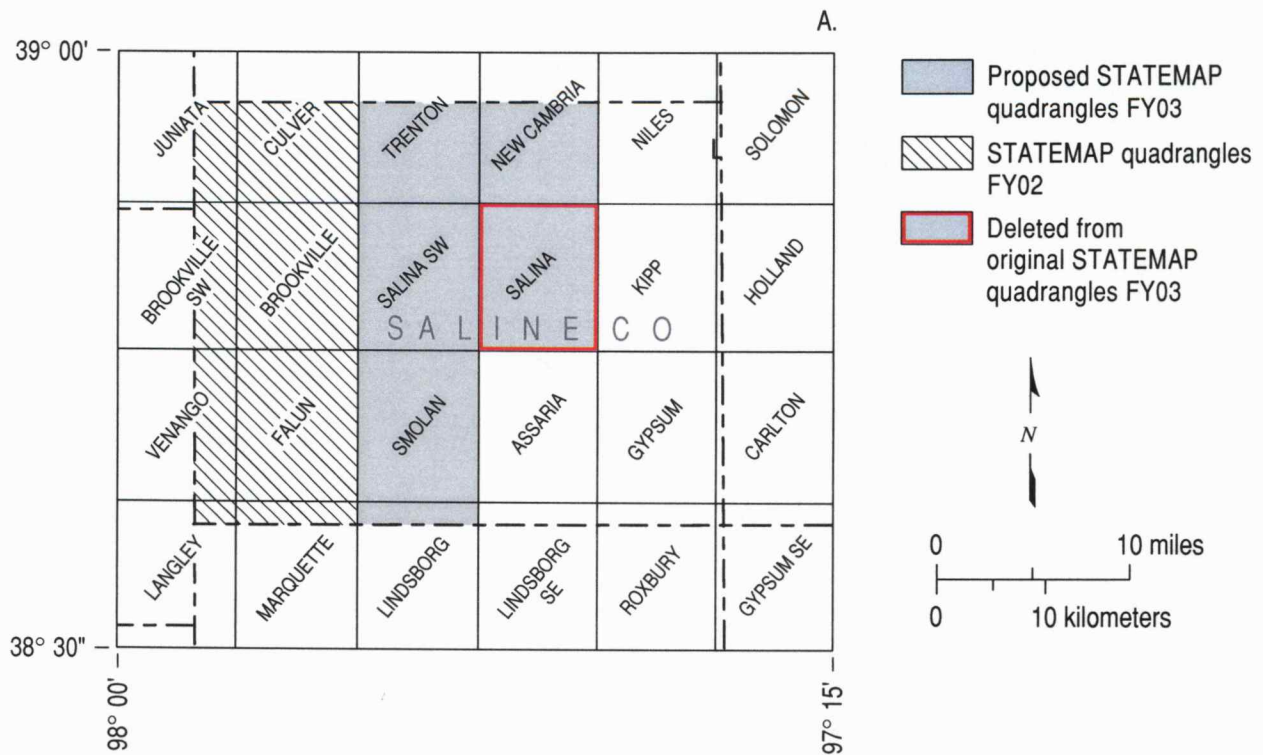 A.
39° 00'
JUNIATA
CULVER
TRENTON
NEW CAMBRIA
NILES
SOLOMON
BROOKVILLE
SW
BROOKVILLE
SALINA SW
SALINA
KIPP
HOLLAND
SALINE CO
VENANGO
FALUN
SMOLAN
ASSARIA
GYPSUM
CARLTON
LANGLEY
MARQUETTE
LINDSBORG
LINDSBORG
SE
ROXBURY
GYPSUM SE
38° 30"
98° 00'
97° 15'
Proposed STATEMAP
quadrangles FY03
STATEMAP quadrangles
FY02
Deleted from
original STATEMAP
quadrangles FY03
N
0 10 miles
0 10 kilometers